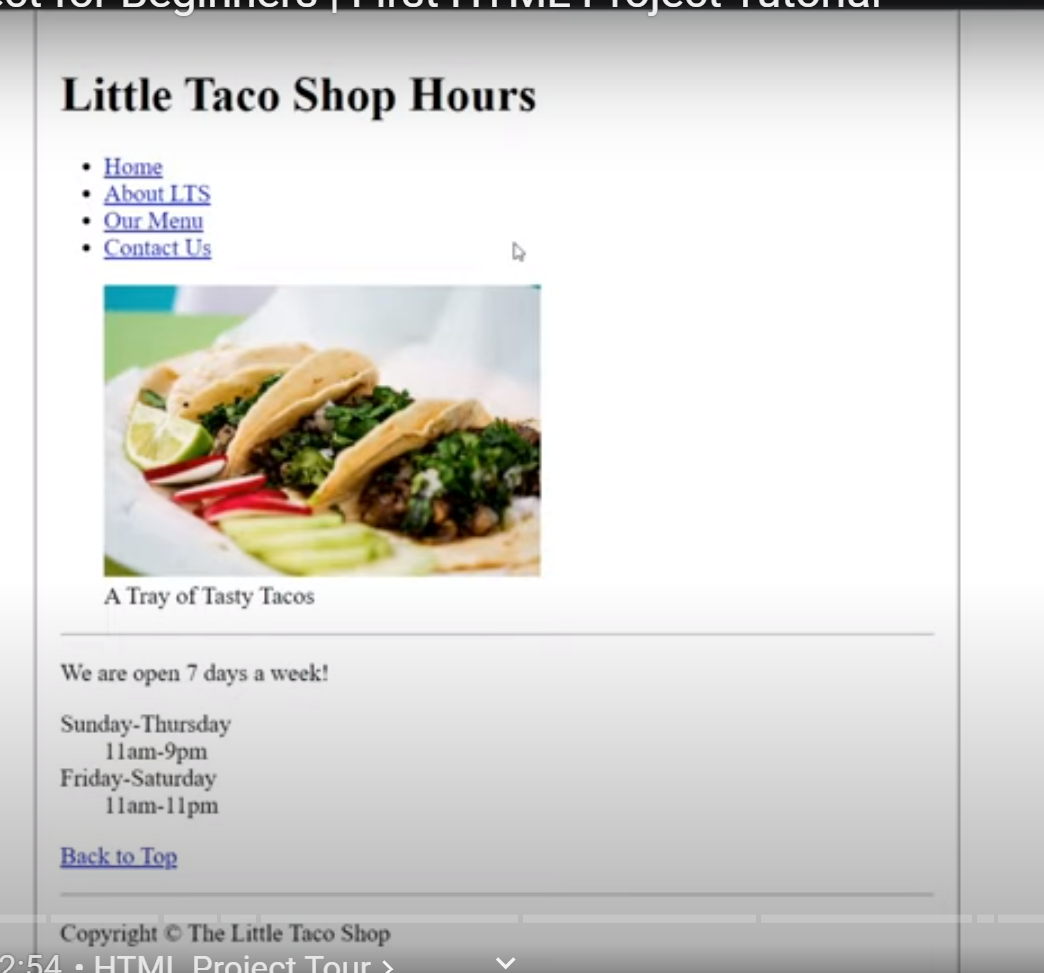 for Beginners | First HTML Project Tutorial
Little Taco Shop Hours
Home
About LTS
Our Menu
Contact Us
A Tray of Tasty Tacos
We are open 7 days a week!
Sunday-Thursday
11am-9pm
Friday-Saturday
11am-11pm
Back to Top
Copyright © The Little Taco Shop
2:54 • HTML Project Tour >